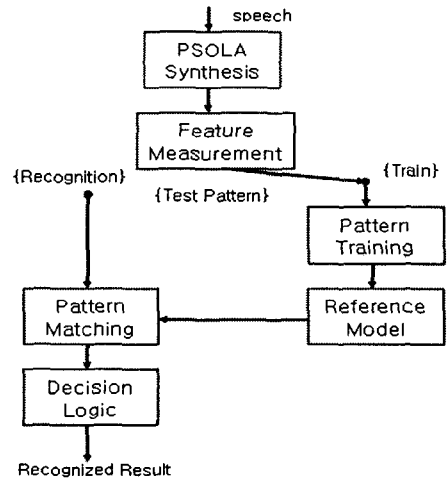 speech
PSOLA
Synthesis
Feature
Measurement
{Recognition}
{Train}
{Test Pattern}
Pattern
Training
Pattern
Matching
Reference
Model
Decision
Logic
Recognized Result